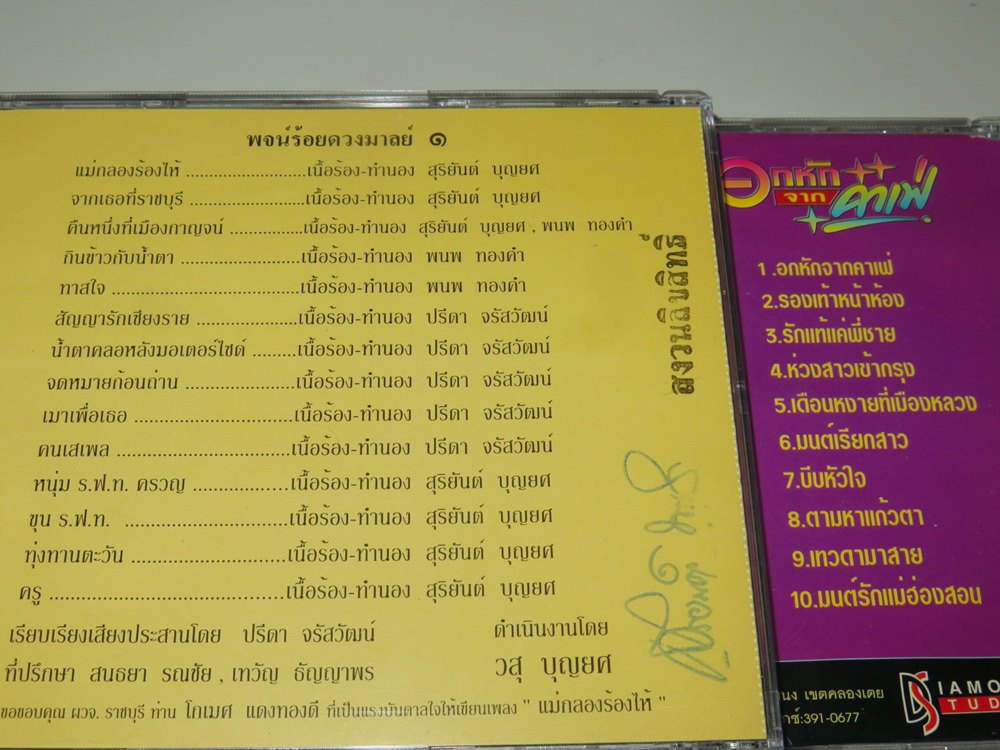 พจน์ร้อยดวงมาลย์ ๑
แม่กลองร้องไห้ ..............................เนื้อร้อง-ทำนอง สุริยันต์ บุญยศ
จากเธอที่ราชบุรี ............................เนื้อร้อง-ทำนอง สุริยันต์ บุญยศ
คืนหนึ่งที่เมืองกาญจน์ ..................เนื้อร้อง-ทำนอง สุริยันต์ บุญยศ , พนพ ทองคำ
กินข้าวกับน้ำตา ..............................เนื้อร้อง-ทำนอง พนพ ทองคำ
ทาสใจ .............................................เนื้อร้อง-ทำนอง พนพ ทองคำ
สัญญารักเชียงราย ........................เนื้อร้อง-ทำนอง ปรีดา จรัสวัฒน์
น้ำตาคลอหลังมอเตอร์ไซด์ ..........เนื้อร้อง-ทำนอง ปรีดา จรัสวัฒน์
จดหมายก้อนถ่าน ..........................เนื้อร้อง-ทำนอง ปรีดา จรัสวัฒน์
เมาเพื่อเธอ ....................................เนื้อร้อง-ทำนอง ปรีดา จรัสวัฒน์
คนเสเพล ......................................เนื้อร้อง-ทำนอง ปรีดา จรัสวัฒน์
หนุ่ม ร.ฟ.ท. ครวญ ......................เนื้อร้อง-ทำนอง สุริยันต์ บุญยศ
ขุน ร.ฟ.ท. ....................................เนื้อร้อง-ทำนอง สุริยันต์ บุญยศ
ทุ่งทานตะวัน ................................เนื้อร้อง-ทำนอง สุริยันต์ บุญยศ
ครู ...................................................เนื้อร้อง-ทำนอง สุริยันต์ บุญยศ
เรียบเรียงเสียงประสานโดย ปรีดา จรัสวัฒน์
ที่ปรึกษา สนธยา รณชัย , เทวัญ ธัญญาพร
ดำเนินงานโดย
วสุ บุญยศ
ขอขอบคุณ ผวจ. ราชบุรี ท่าน โกเมศ แดงทองดี ที่เป็นแรงบันดาลใจให้เขียนเพลง " แม่กลองร้องไห้ "
สงวนลิขสิทธิ์
อกหัก
จาก
คาเฟ่
1.อกหักจากคาเฟ่
2.รองเท้าหน้าห้อง
3.รักแท้แค่พี่ชาย
4.ห่วงสาวเข้ากรุง
5.เดือนหงายที่เมืองหลวง
6.มนต์เรียกสาว
7.บีบหัวใจ
8.ตามหาแก้วตา
9.เทวดามาสาย
10.มนต์รักแม่ฮ่องสอน
นง เขตคลองเตย
กซ์:391-0677
DS
IAMO
TUD